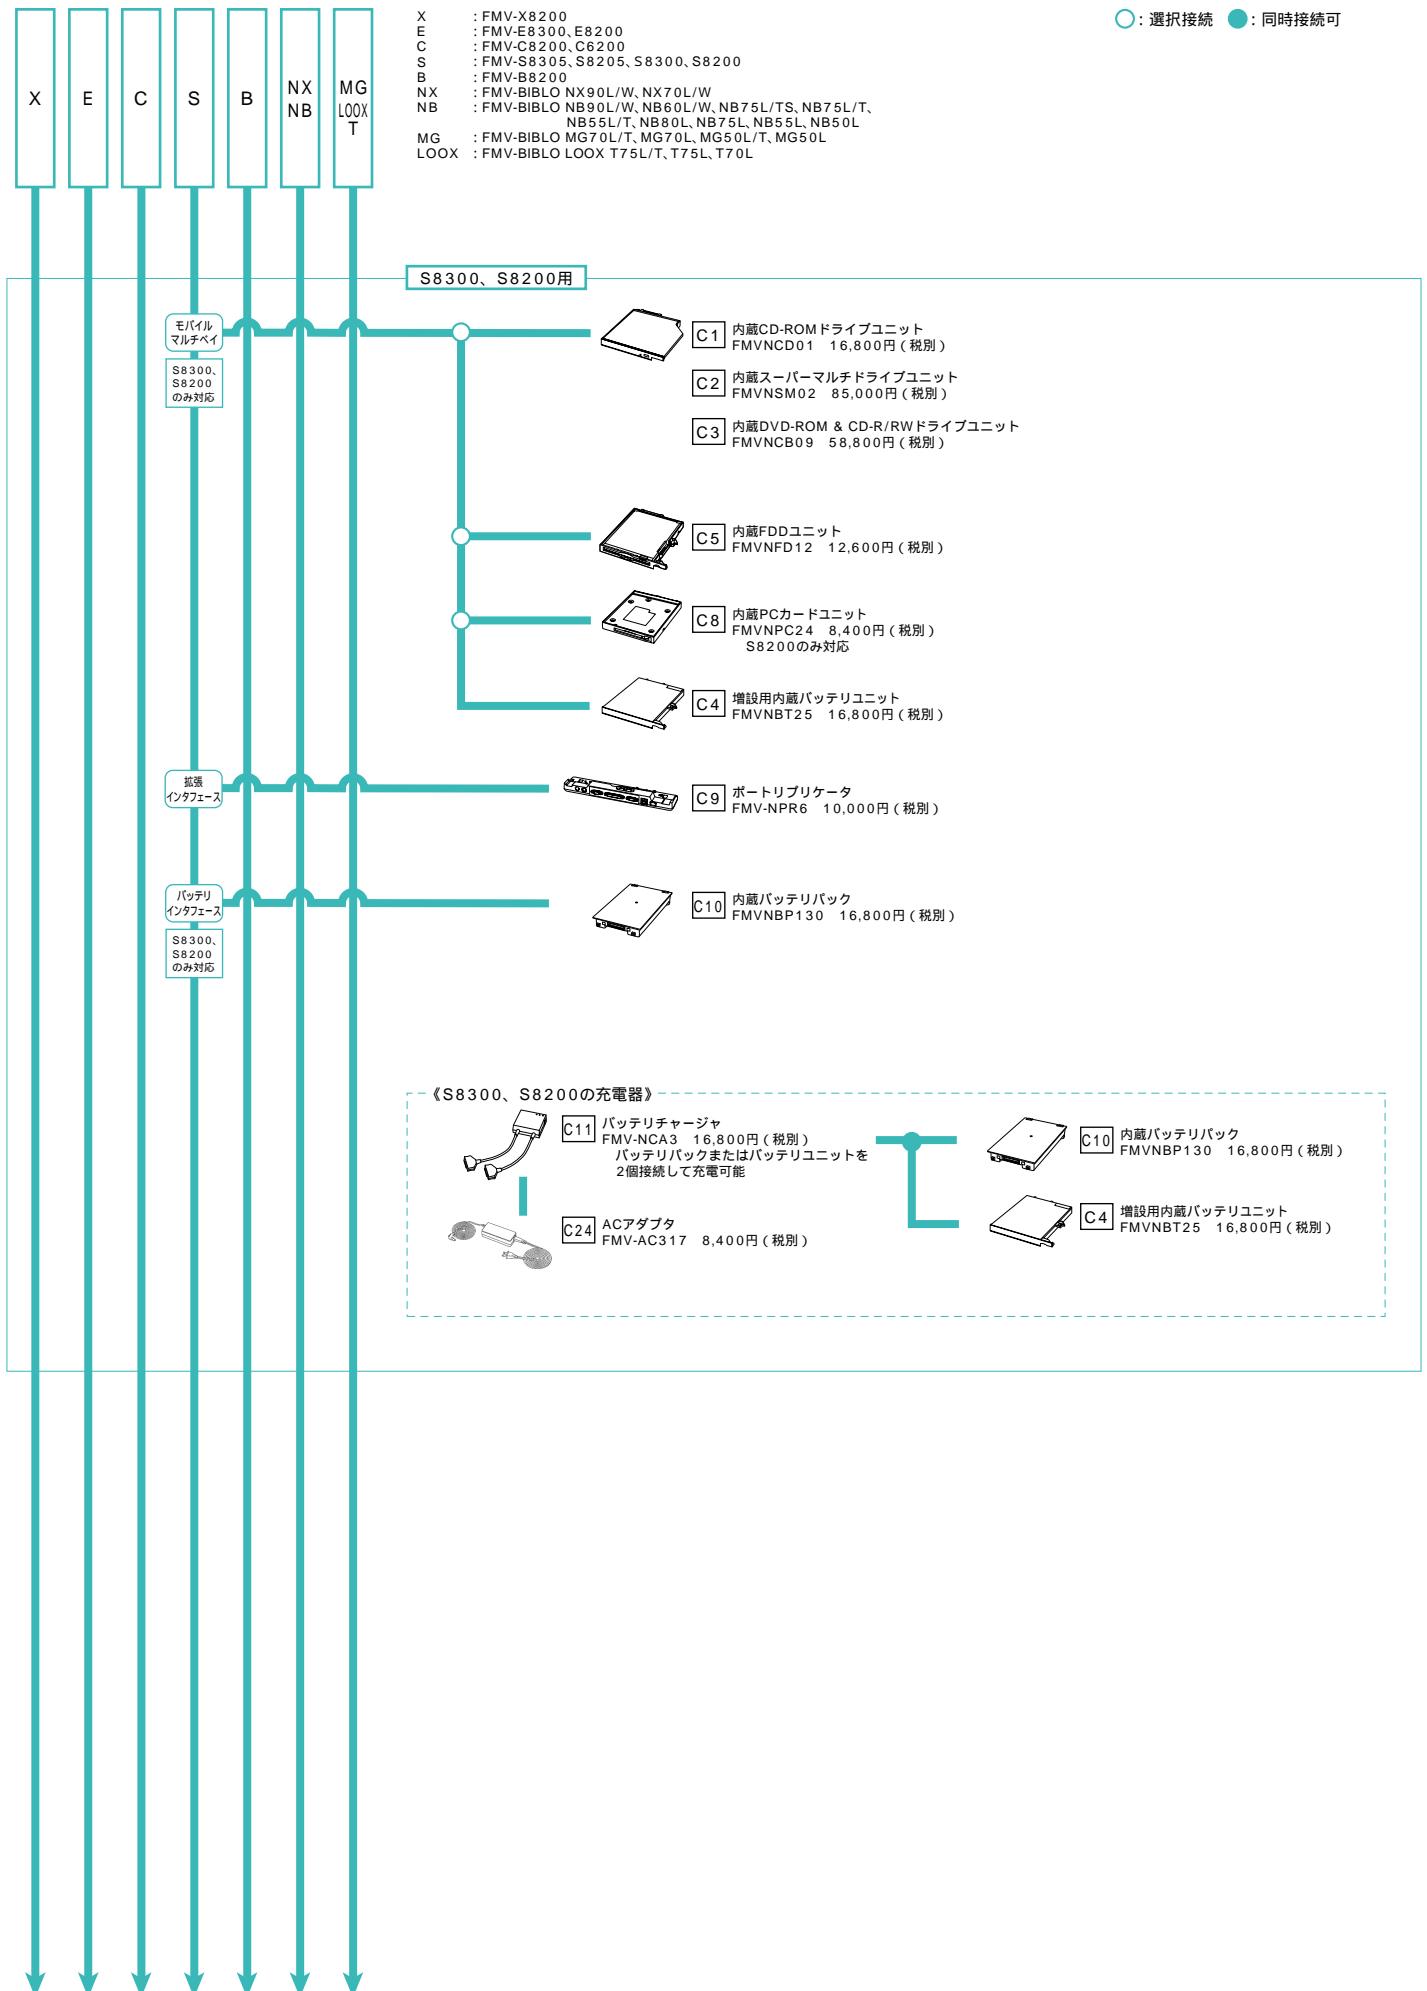 X : FMV-X8200
E : FMV-E8300、E8200
C : FMV-C8200、C6200
S : FMV-S8305、S8205、S8300、S8200
B : FMV-B8200
NX : FMV-BIBLO NX90L/W、NX70L/W
NB : FMV-BIBLO NB90L/W、NB60L/W、NB75L/TS、NB75L/T、
NB55L/T、NB80L、NB75L、NB55L、NB50L
MG : FMV-BIBLO MG70L/T、MG70L、MG50L/T、MG50L
LOOX : FMV-BIBLO LOOX T75L/T、T75L、T70L
○: 選択接続 ●: 同時接続可
X
E
C
S
B
NX
NB
MG
LOOX
T
S8300、S8200用
モバイル
マルチベイ
S8300、
S8200
のみ対応
C1 内蔵CD-ROMドライブユニット
FMVNCD01 16,800円（税別）
C2 内蔵スーパーマルチドライブユニット
FMVNSM02 85,000円（税別）
C3 内蔵DVD-ROM & CD-R/RWドライブユニット
FMVNCB09 58,800円（税別）
C5 内蔵FDDユニット
FMVNFD12 12,600円（税別）
C8 内蔵PCカードユニット
FMVNPC24 8,400円（税別）
S8200のみ対応
C4 増設用内蔵バッテリユニット
FMVNBT25 16,800円（税別）
拡張
インタフェース
C9 ポートリプリケータ
FMV-NPR6 10,000円（税別）
バッテリ
インタフェース
S8300、
S8200
のみ対応
C10 内蔵バッテリパック
FMVNBP130 16,800円（税別）
《S8300、S8200の充電器》
C11 バッテリチャージャ
FMV-NCA3 16,800円（税別）
バッテリパックまたはバッテリユニットを
2個接続して充電可能
C24 ACアダプタ
FMV-AC317 8,400円（税別）
C10 内蔵バッテリパック
FMVNBP130 16,800円（税別）
C4 増設用内蔵バッテリユニット
FMVNBT25 16,800円（税別）